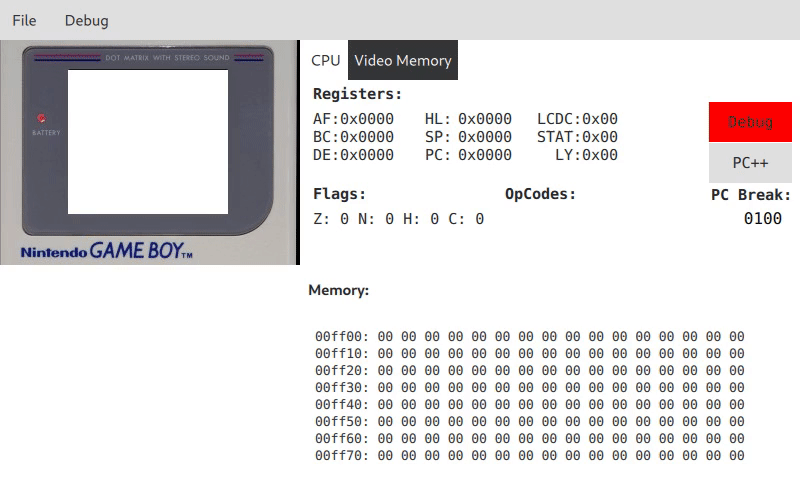 File Debug
DOT MATRIX WITH STEREO SOUND
BATTERY
Nintendo GAME BOY TM
CPU Video Memory
Registers:
AF:0x0000 HL: 0x0000 LCDC:0x00
BC:0x0000 SP: 0x0000 STAT:0x00
DE:0x0000 PC: 0x0000 LY:0x00
Debug
PC++
Flags: OpCodes: PC Break:
Z: 0 N: 0 H: 0 C: 0 0100
Memory:
00ff00: 00 00 00 00 00 00 00 00 00 00 00 00 00 00 00 00
00ff10: 00 00 00 00 00 00 00 00 00 00 00 00 00 00 00 00
00ff20: 00 00 00 00 00 00 00 00 00 00 00 00 00 00 00 00
00ff30: 00 00 00 00 00 00 00 00 00 00 00 00 00 00 00 00
00ff40: 00 00 00 00 00 00 00 00 00 00 00 00 00 00 00 00
00ff50: 00 00 00 00 00 00 00 00 00 00 00 00 00 00 00 00
00ff60: 00 00 00 00 00 00 00 00 00 00 00 00 00 00 00 00
00ff70: 00 00 00 00 00 00 00 00 00 00 00 00 00 00 00 00